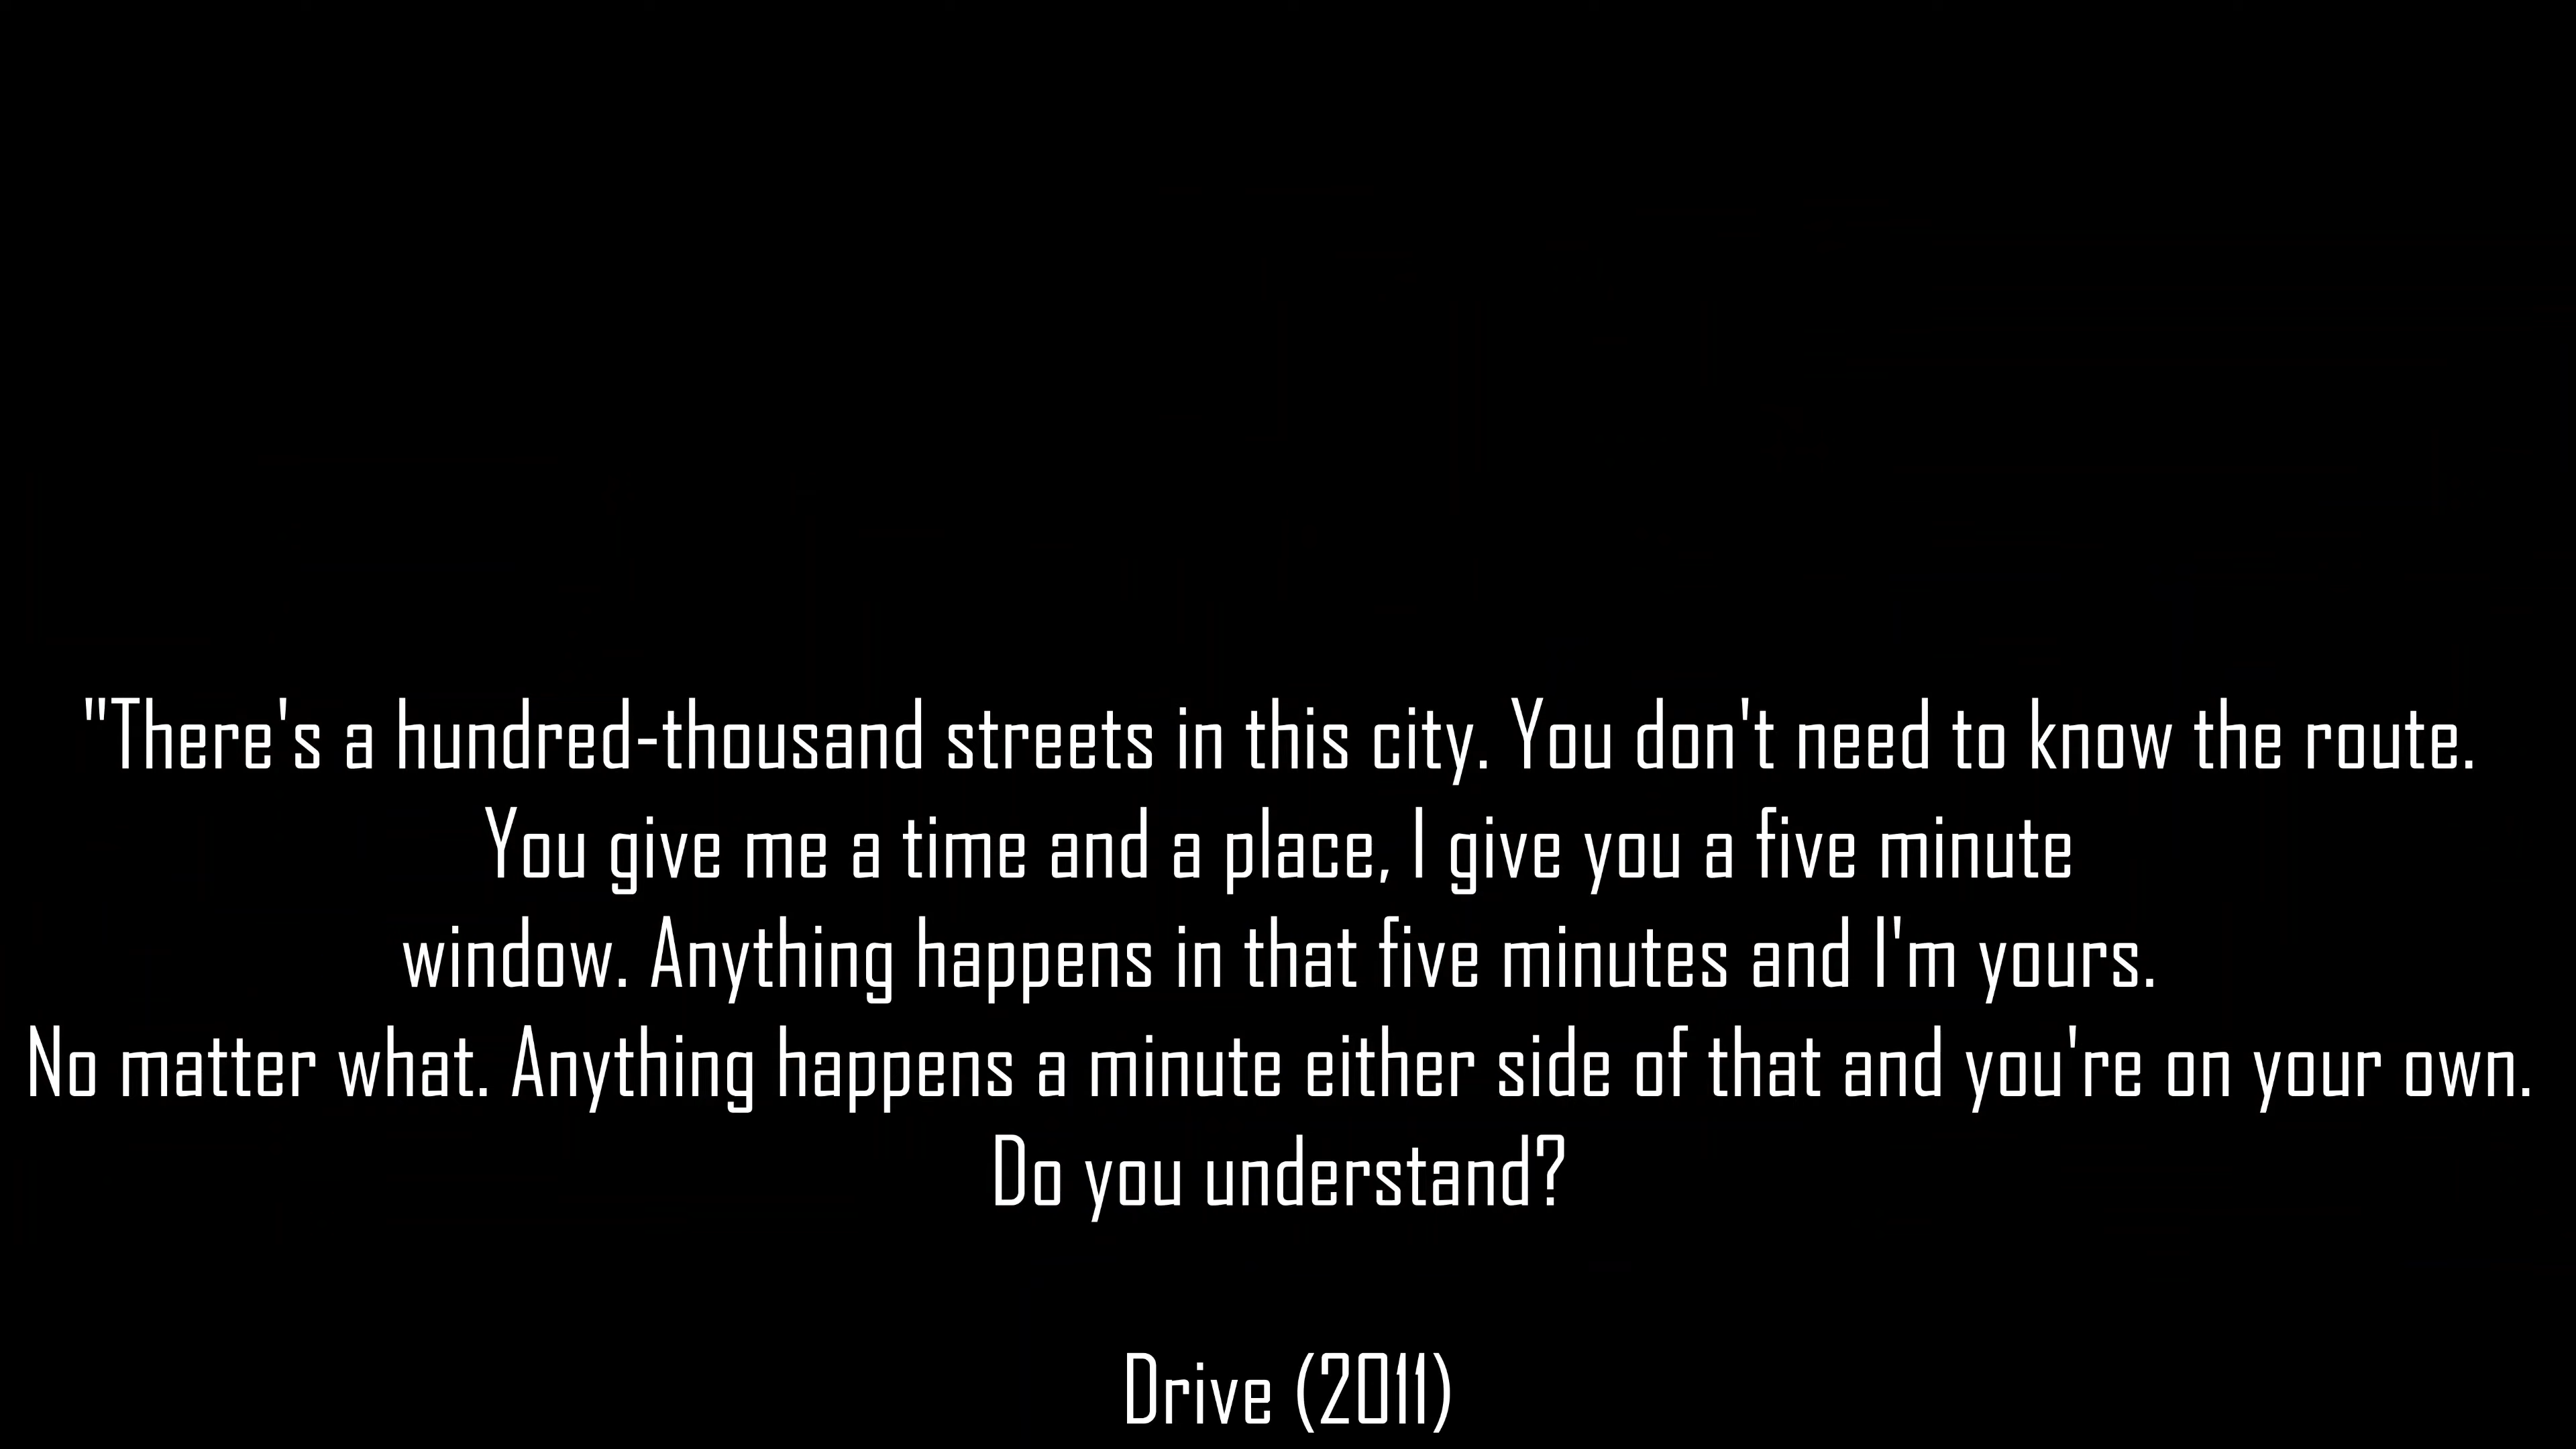 "There's a hundred-thousand streets in this city. You don't need to know the route.
You give me a time and a place, I give you a five minute
window. Anything happens in that five minutes and I'm yours.
No matter what. Anything happens a minute either side of that and you're on your own.
Do you understand?
Drive (2011)